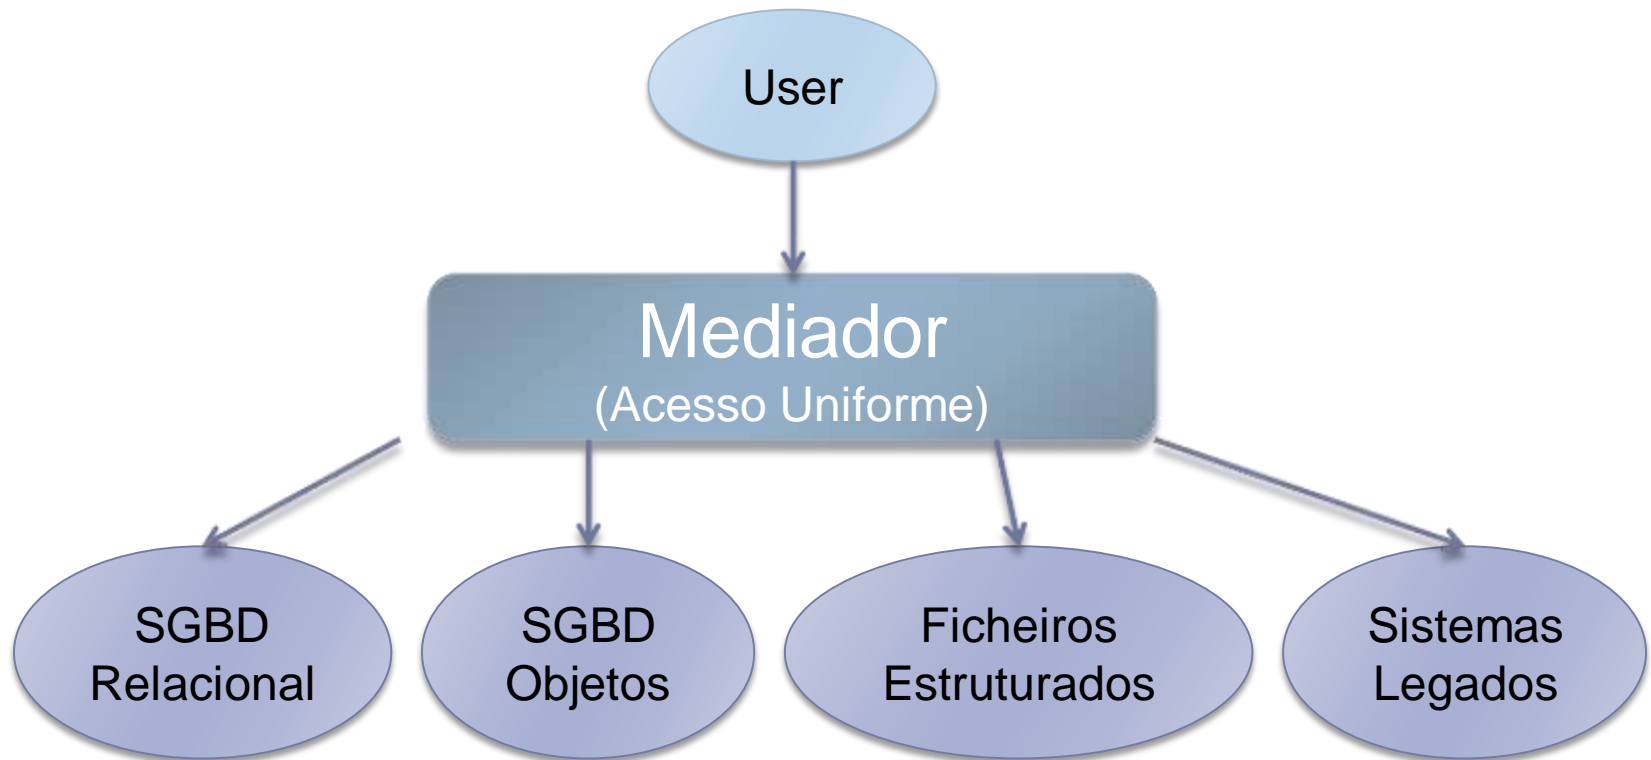 User
Mediador
(Acesso Uniforme)
SGBD
Relacional
SGBD
Objetos
Ficheiros
Estruturados
Sistemas
Legados